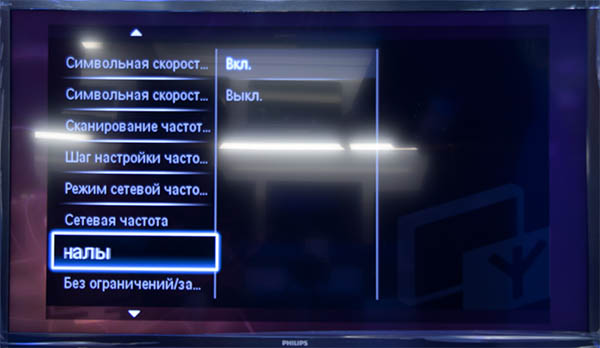 Символьная скорост...
Вкл.
Символьная скорост...
Выкл.
Сканирование частот...
Шаг настройки часто...
Режим сетевой часто...
Сетевая частота
налы
Без ограничений/за...
PHILIPS